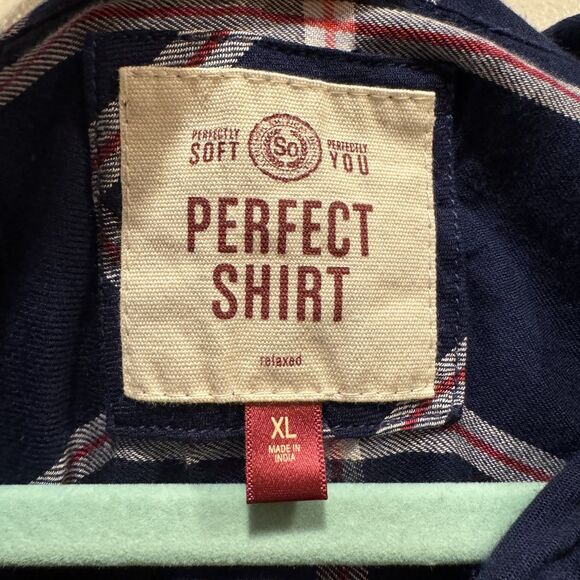 PERFECTLY SOFT
So
PERFECTLY YOU
PERFECT
SHIRT
relaxed
XL
MADE IN
INDIA